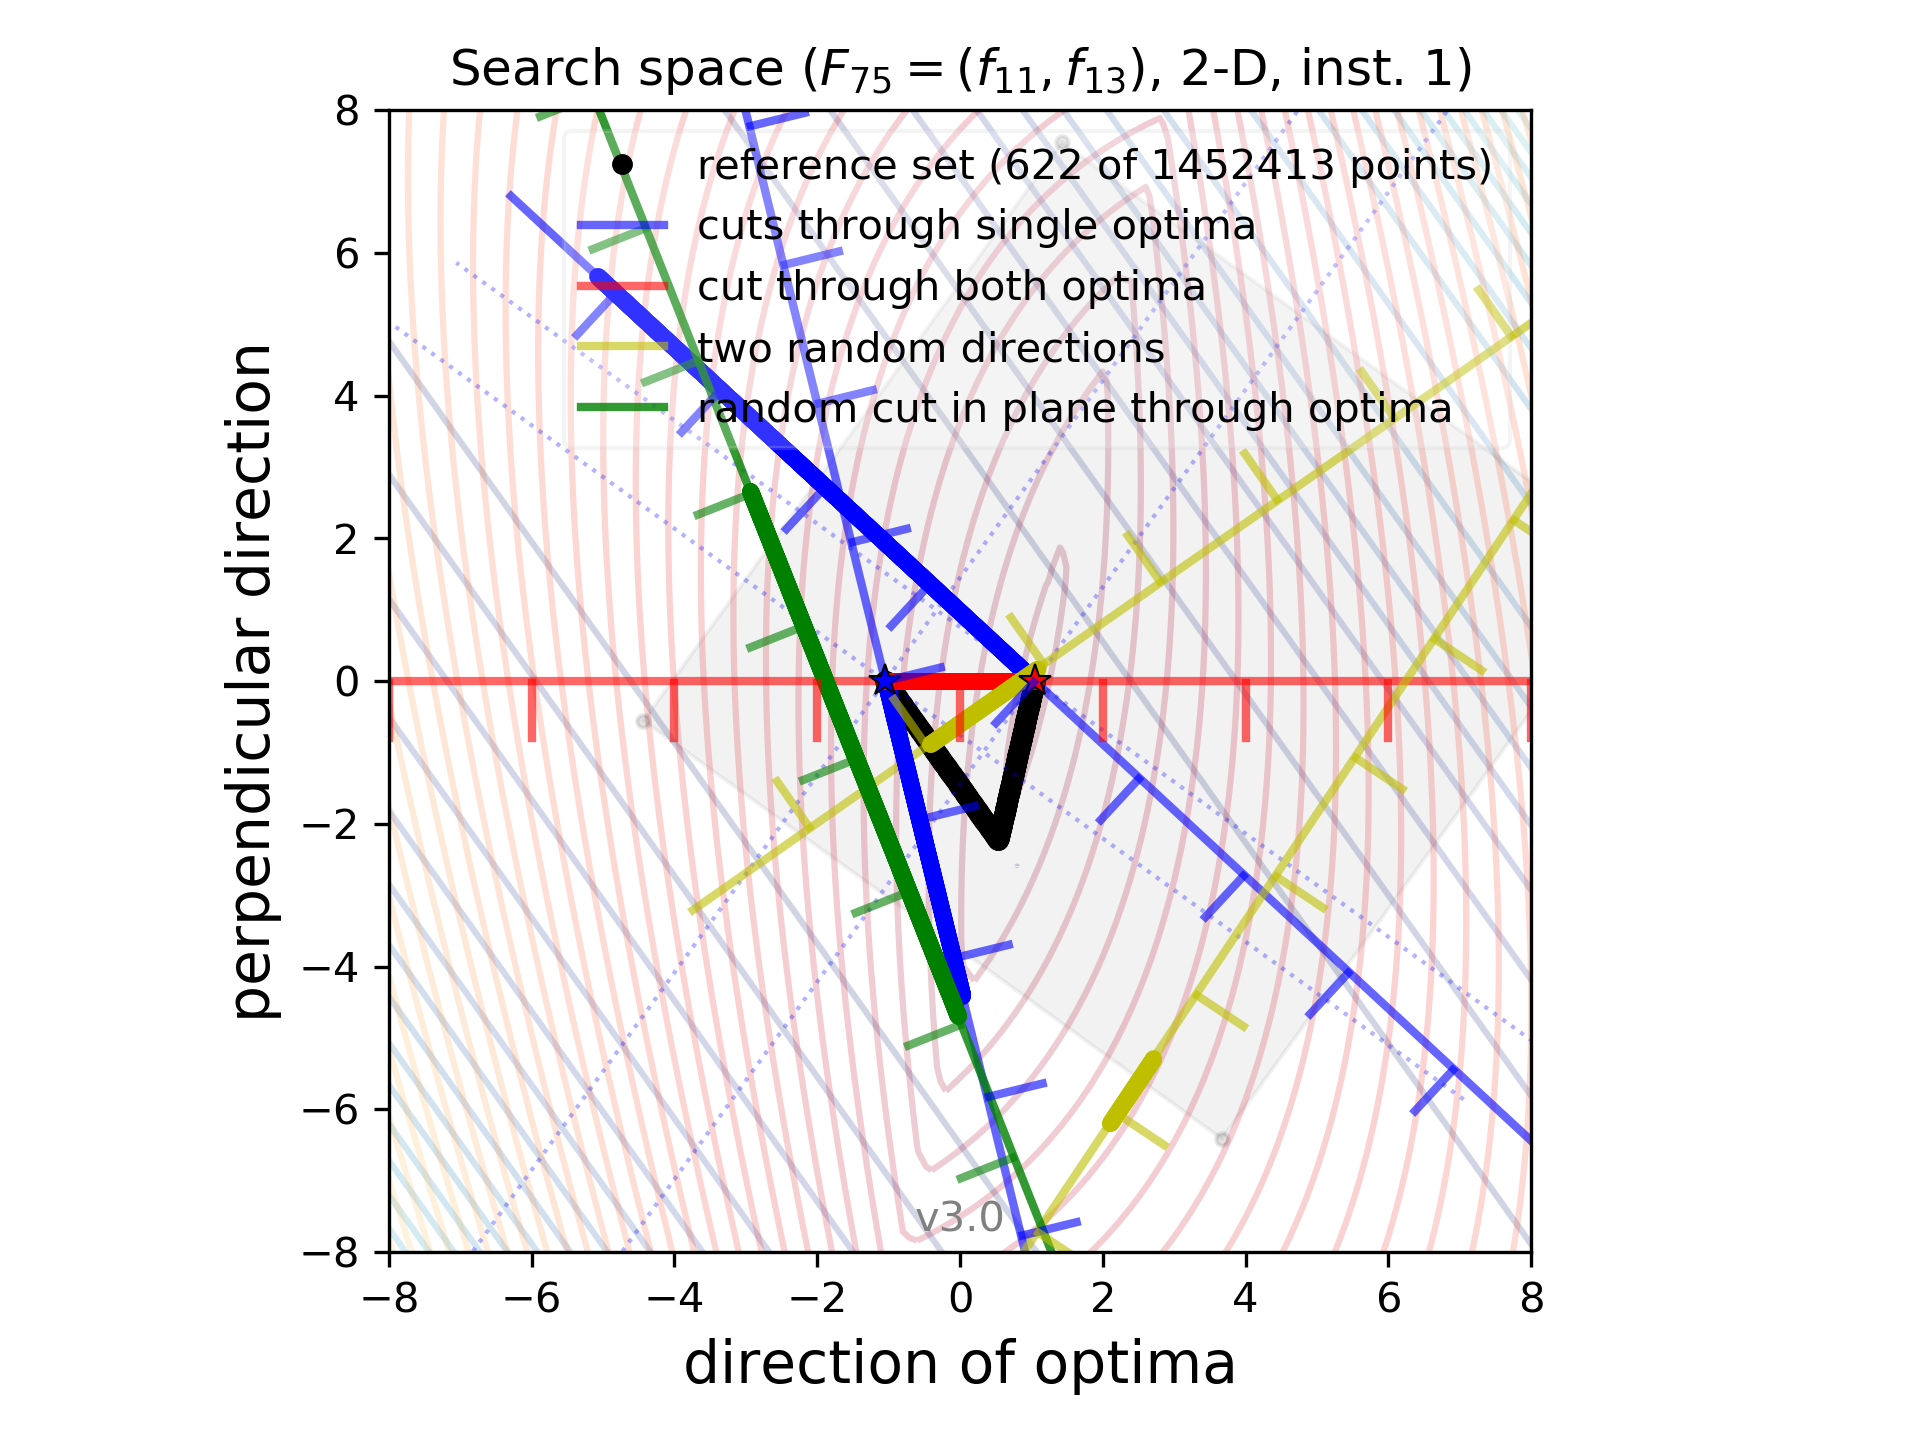 Search space (F75 = (f11, f13), 2-D, inst. 1)
reference set (622 of 1452413 points)
cuts through single optima
cut through both optima
two random directions
random cut in plane through optima
perpendicular direction
8
6
4
2
0
−2
−4
−6
−8
v3.0
−8 −6 −4 −2 0 2 4 6 8
direction of optima